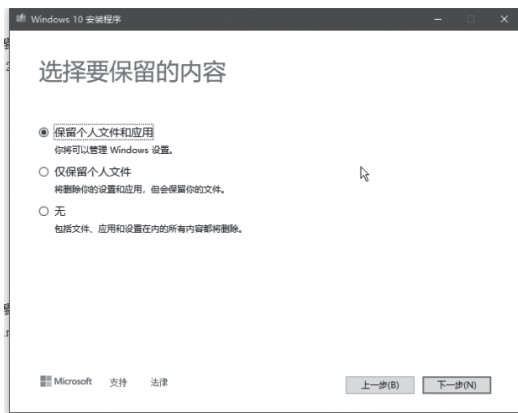 Windows 10 安装程序
选择要保留的内容
保留个人文件和应用
你将可以管理 Windows 设置。
仅保留个人文件
将删除你的设置和应用，但会保留你的文件。
无
包括文件、应用和设置在内的所有内容都将删除。
Microsoft 支持 法律 上一步(B) 下一步(N)